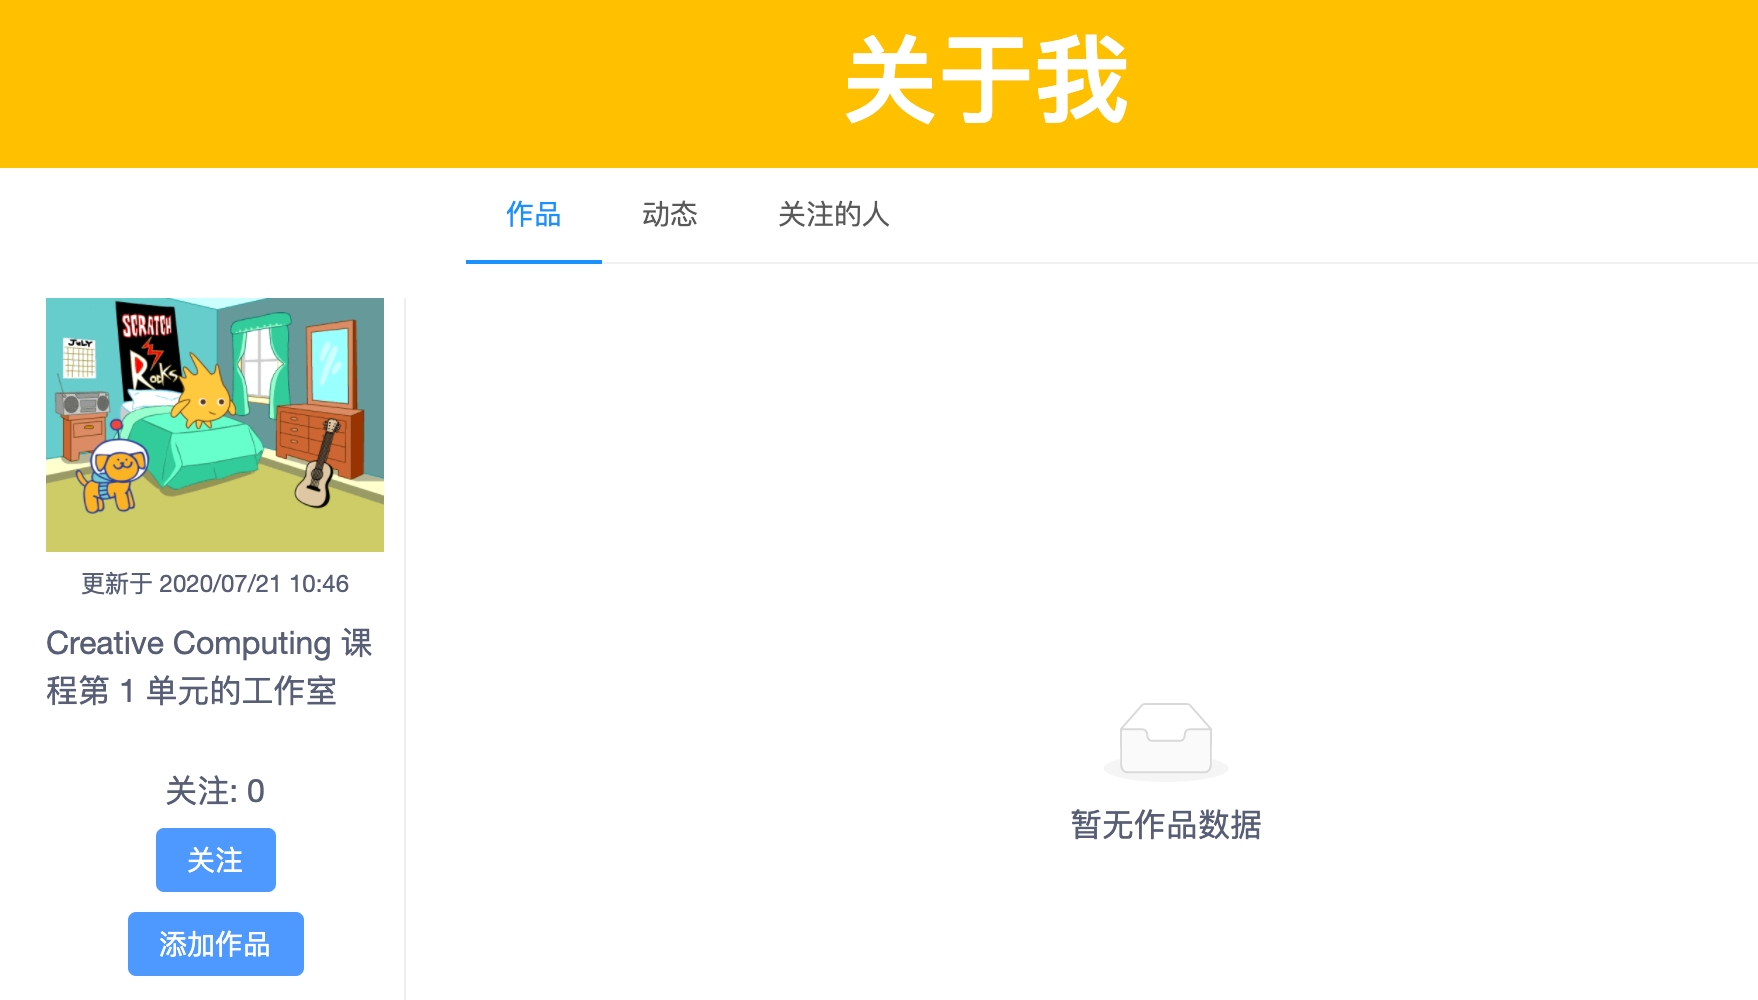 关于我
作品
动态
关注的人
JULY
SCRATCH
Rocks
更新于 2020/07/21 10:46
Creative Computing 课
程第 1 单元的工作室
关注: 0
关注
添加作品
暂无作品数据